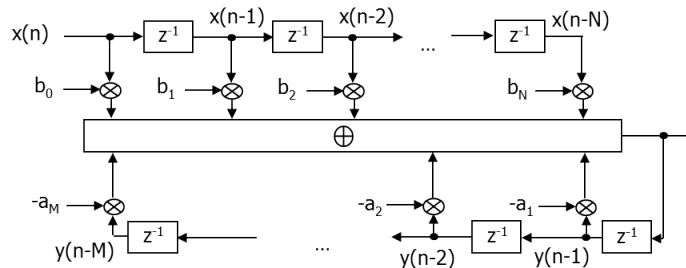 x(n) z⁻¹ x(n-1) z⁻¹ x(n-2) ... z⁻¹ x(n-N)
b₀ b₁ b₂ b_N
-a_M -a₂ -a₁
y(n-M) z⁻¹ ... y(n-2) z⁻¹ y(n-1) z⁻¹